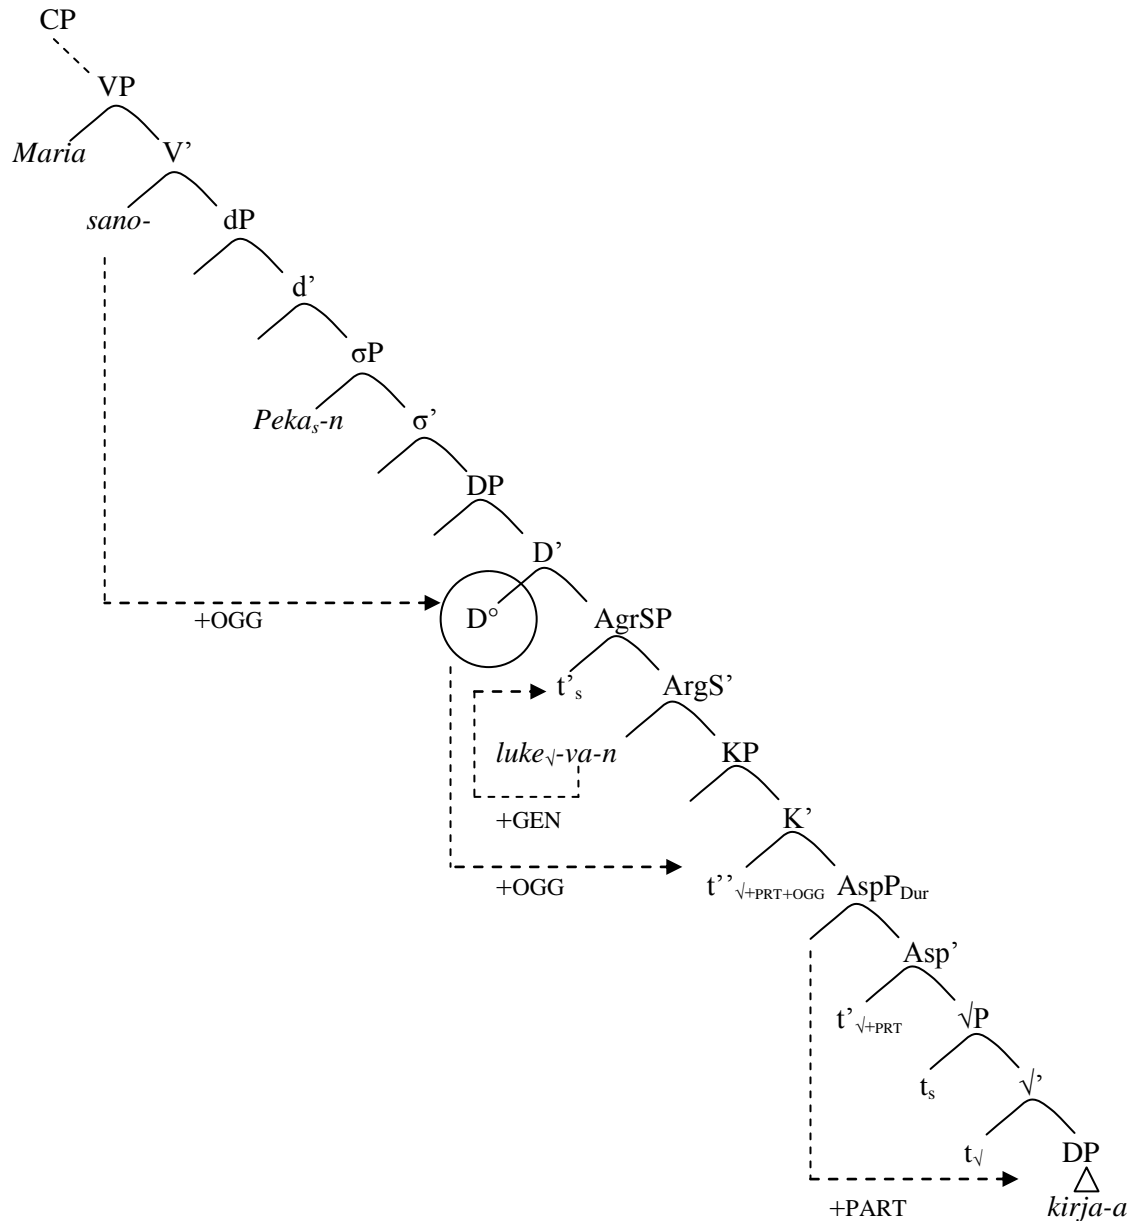 CP
VP
Maria V’
sano- dP
d’
σP
Pekaₛ-n σ’
DP
D’
D° AgrSP
+OGG
t’ₛ ArgS’
luke√-va-n KP
+GEN K’
+OGG t’’√+PRT+OGG AspPDur
Asp’
t’√+PRT √P
tₛ √’
t√ DP
+PART kirja-a